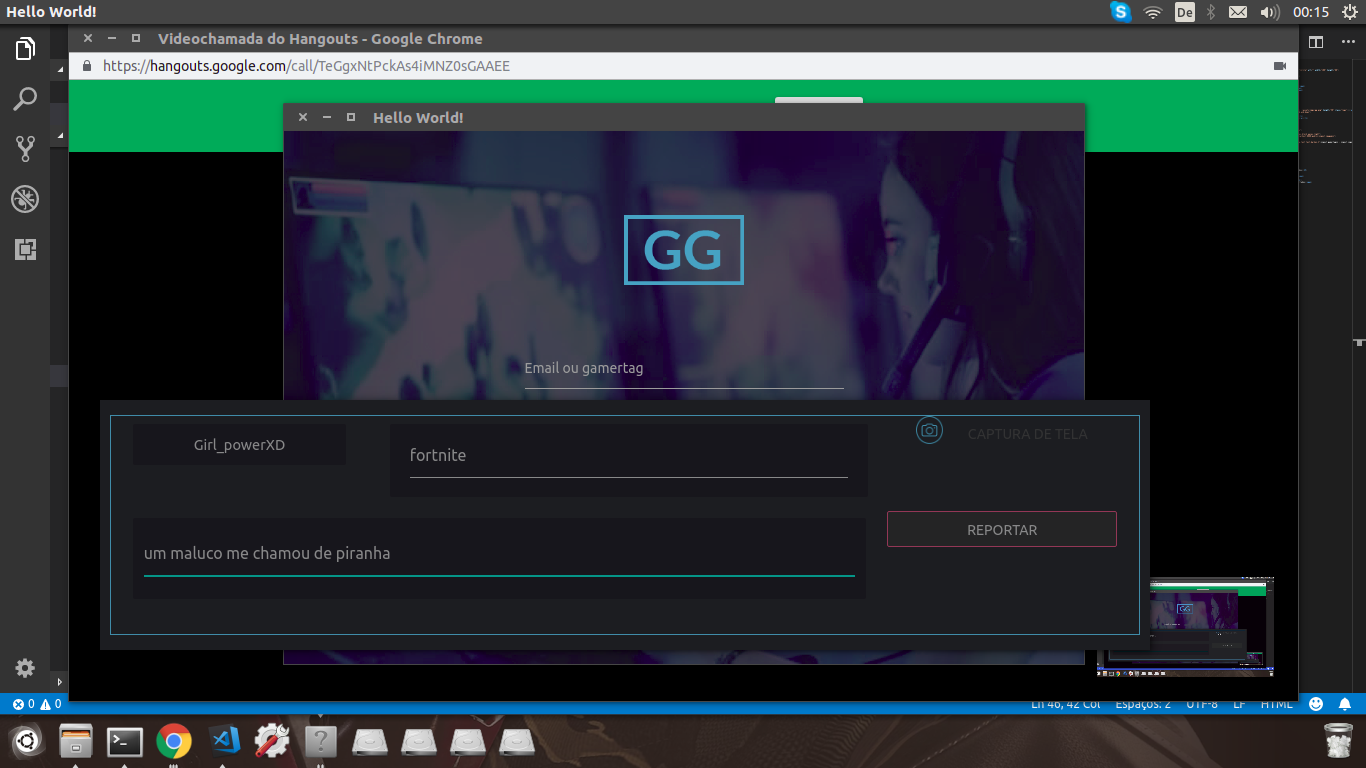 Hello World!
De
00:15
Videochamada do Hangouts - Google Chrome
https://hangouts.google.com/call/TeGgxNtPckAs4iMNZ0sGAAEE
Hello World!
GG
Email ou gamertag
Girl_powerXD
fortnite
CAPTURA DE TELA
REPORTAR
um maluco me chamou de piranha
GG
0 0
Ln 46, 42 Col Espaços: 2 UTF-8 LF HTML